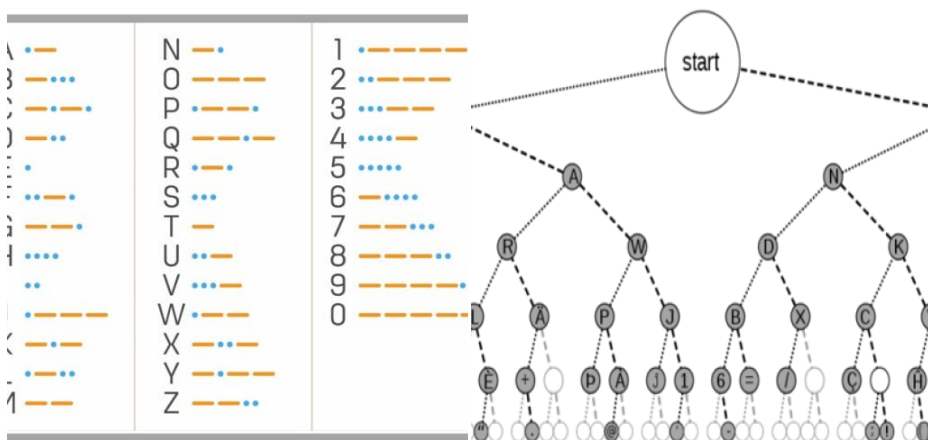 A ·—
N —·
O ———
P ·——·
Q ——·—
R ·—·
S ···
T —
U ··—
V ···—
W ·——
X —··—
Y —·——
Z ——··
1 ·————
2 ··———
3 ···——
4 ····—
5 ·····
6 —····
7 ——···
8 ———··
9 ————·
0 ————
start
A N
R W D K
L Ä P J B X C
È + Þ À Ĵ 1 6 = / Ç Ĥ
" . @ ' - ; !